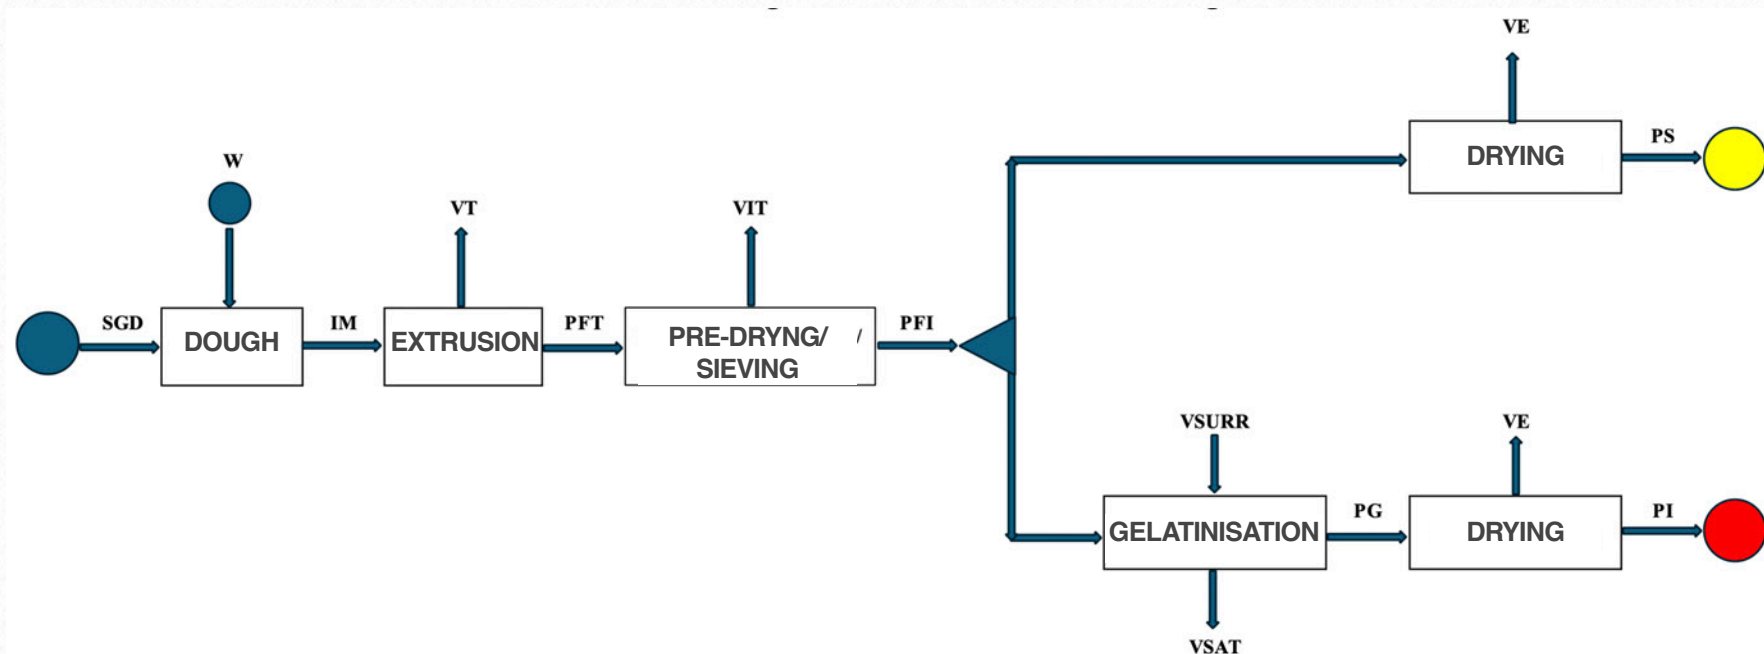 VE
DRYING
PS
W
VT
VIT
SGD
DOUGH
IM
EXTRUSION
PFT
PRE-DRYNG/
SIEVING
PFI
VSURR
VE
GELATINISATION
PG
DRYING
PI
VSAT